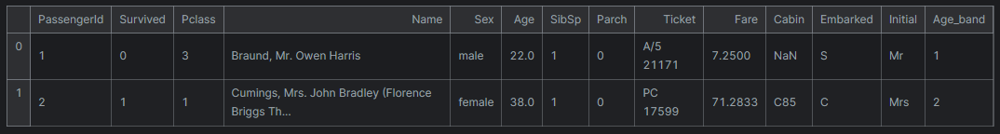 PassengerId Survived Pclass Name Sex Age SibSp Parch Ticket Fare Cabin Embarked Initial Age_band
0 1 0 3 Braund, Mr. Owen Harris male 22.0 1 0 A/5 21171 7.2500 NaN S Mr 1
1 2 1 1 Cumings, Mrs. John Bradley (Florence Briggs Th... female 38.0 1 0 PC 17599 71.2833 C85 C Mrs 2